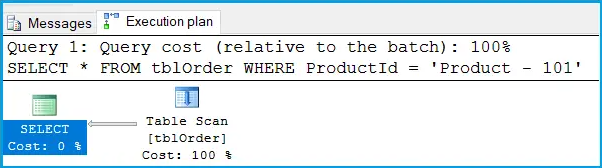 Messages Execution plan
Query 1: Query cost (relative to the batch): 100%
SELECT * FROM tblOrder WHERE ProductId = 'Product - 101'
SELECT
Cost: 0 %
Table Scan
[tblOrder]
Cost: 100 %